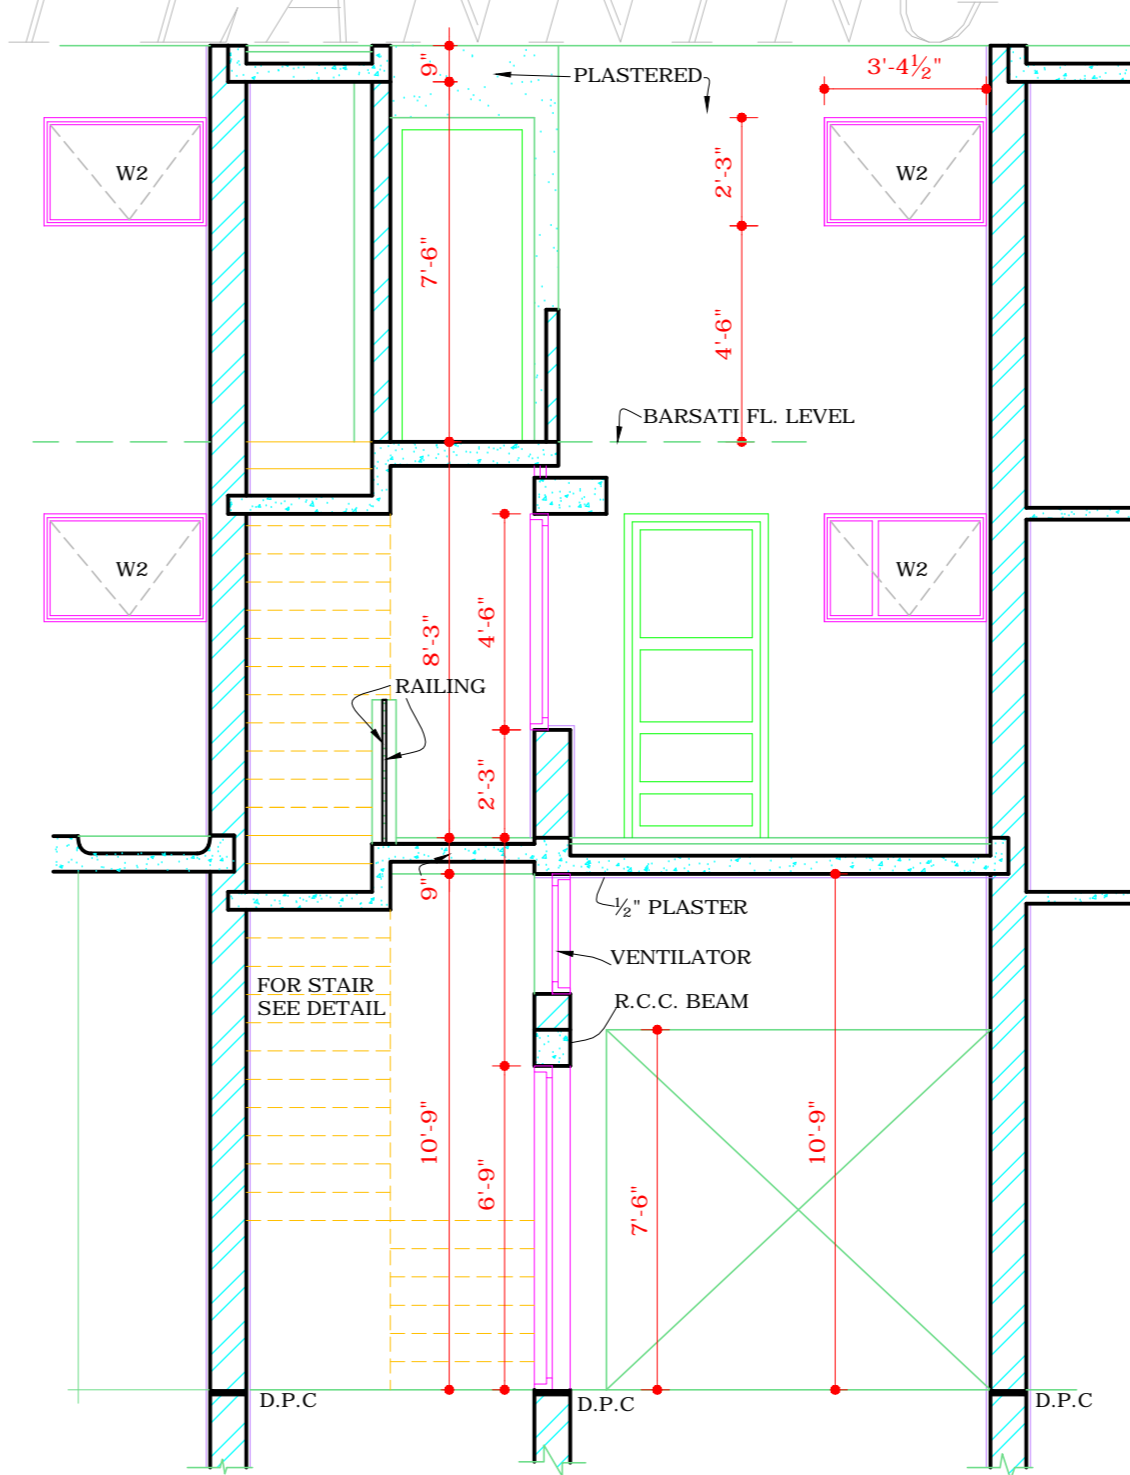 PLANNING
9"
PLASTERED
3'-4½"
W2
2'-3"
W2
7'-6"
4'-6"
BARSATI FL. LEVEL
W2
4'-6"
W2
8'-3"
RAILING
2'-3"
9"
½" PLASTER
VENTILATOR
FOR STAIR
SEE DETAIL
R.C.C. BEAM
10'-9"
6'-9"
7'-6"
10'-9"
D.P.C
D.P.C
D.P.C